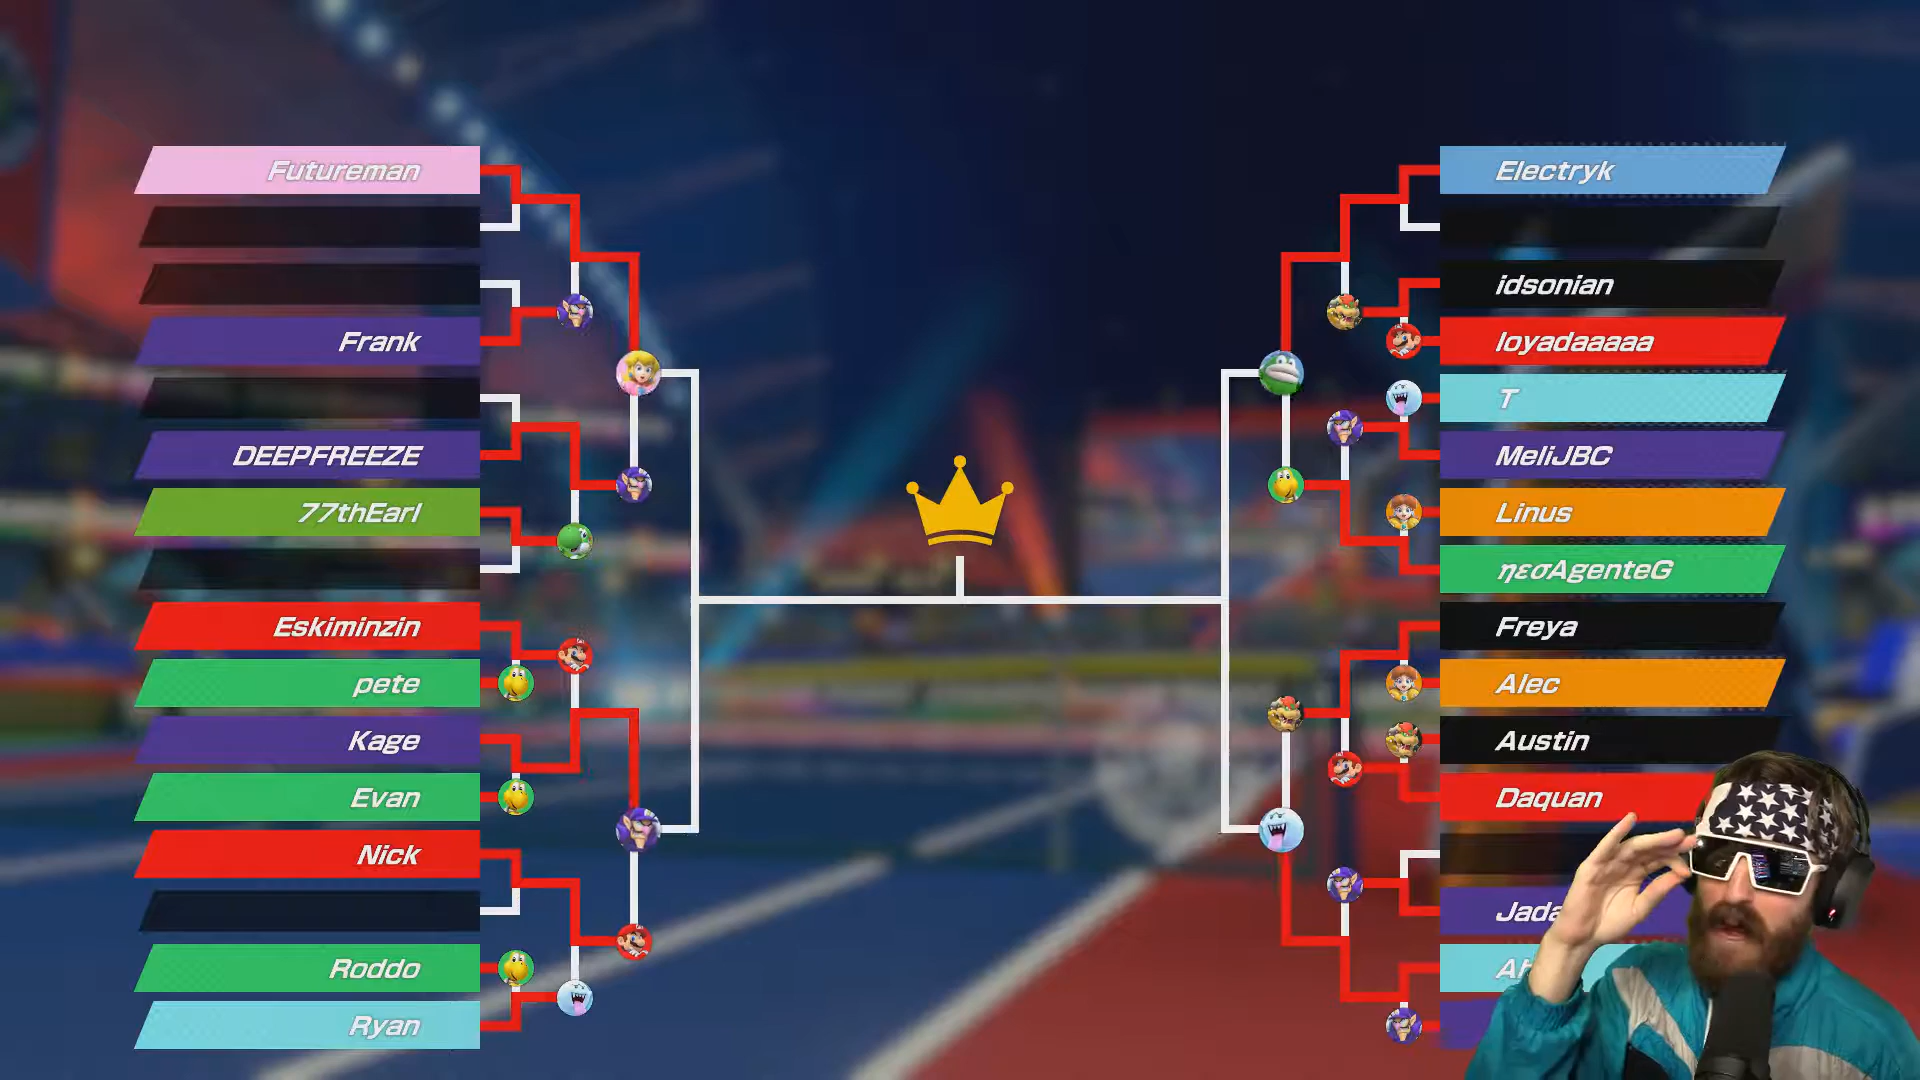 Futureman
Frank
DEEPFREEZE
77thEarl
Eskiminzin
pete
Kage
Evan
Nick
Roddo
Ryan
Electryk
idsonian
loyadaaaaa
T
MeliJBC
Linus
ηεσAgenteG
Freya
Alec
Austin
Daquan